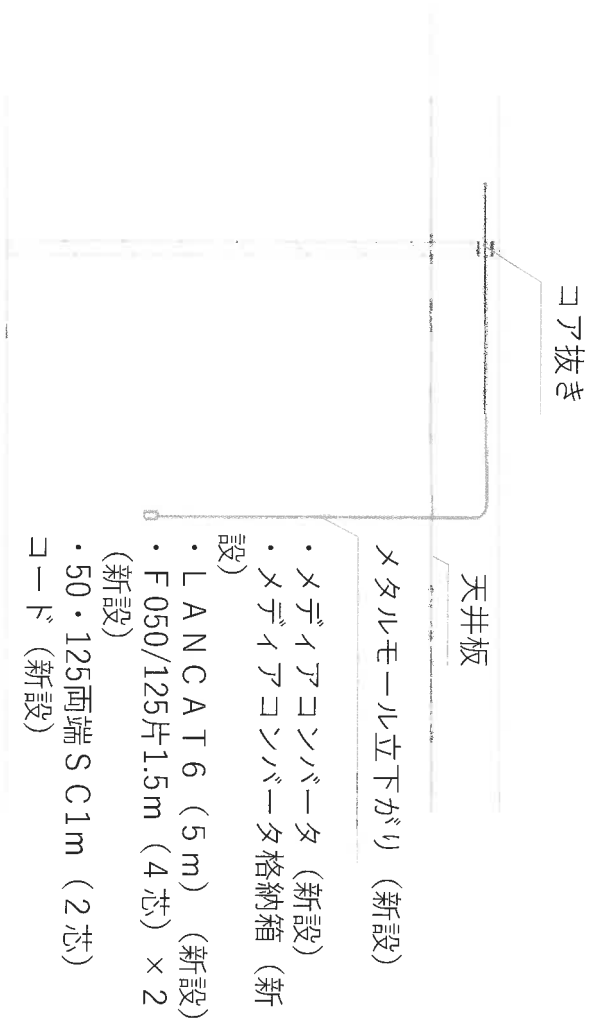 コア抜き
天井板
メタルモール立下がり（新設）
・メディアコンバータ（新設）
・メディアコンバータ格納箱（新
設）
・ＬＡＮＣＡＴ６（５ｍ）（新設）
・Ｆ050/125片1.5ｍ（４芯）×２
（新設）
・50・125両端ＳＣ1ｍ（２芯）
コード（新設）